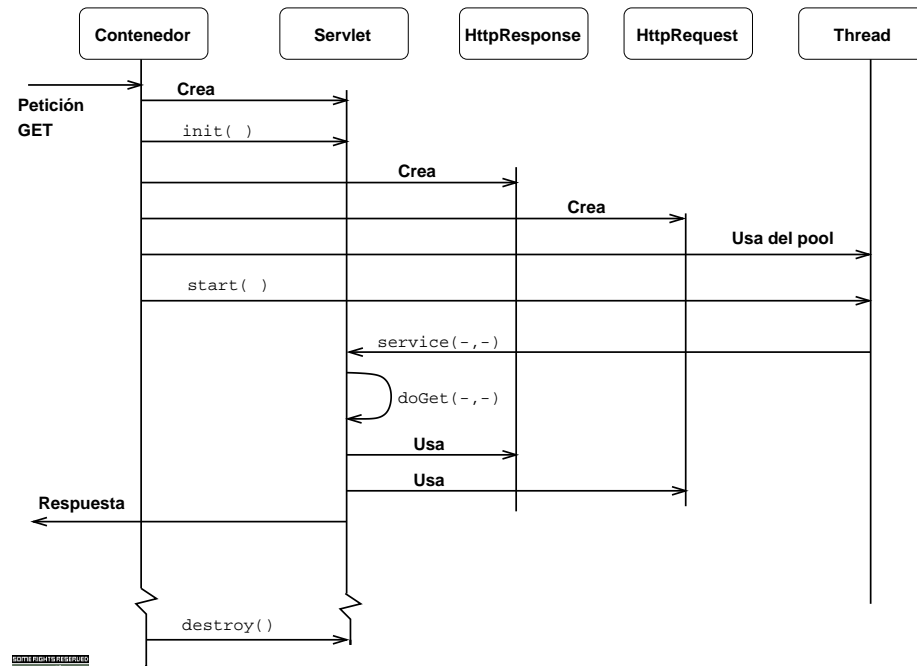 Contenedor
Servlet
HttpResponse
HttpRequest
Thread
Petición
GET
Crea
init( )
Crea
Crea
Usa del pool
start( )
service(-,-)
doGet(-,-)
Usa
Usa
Respuesta
destroy()
SOME RIGHTS RESERVED